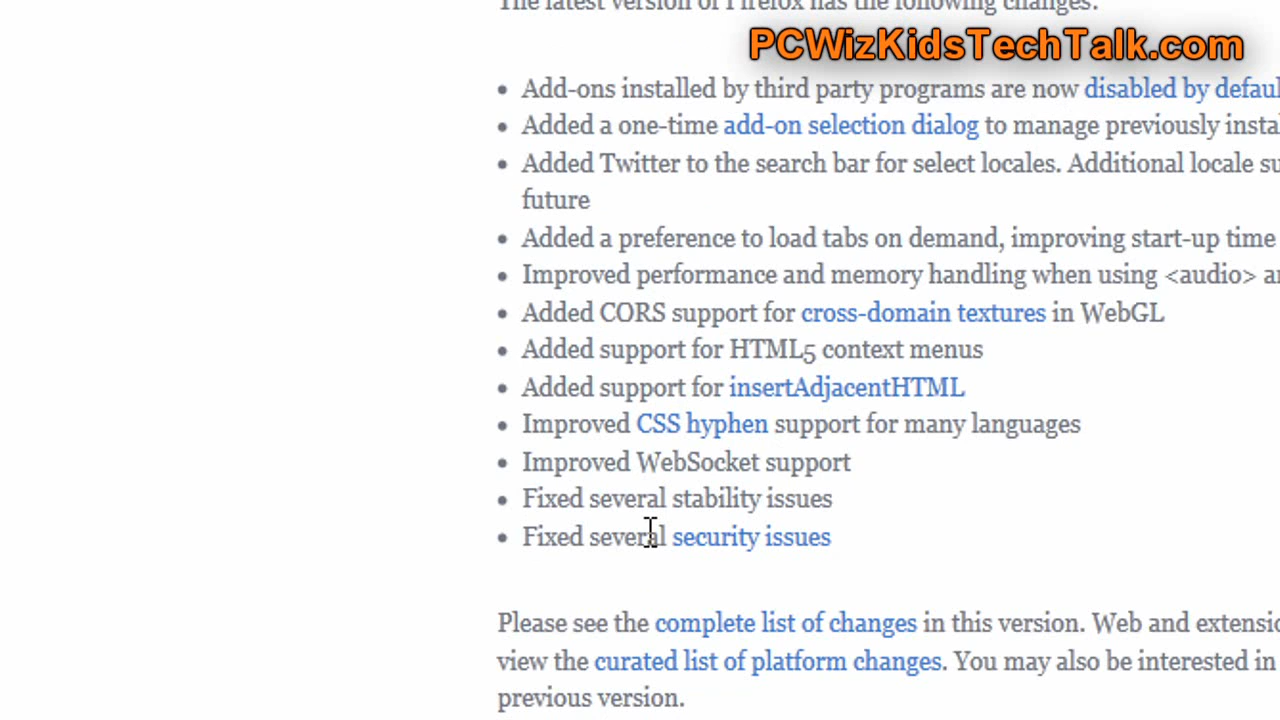 The latest version of Firefox has the following changes:
PCWizKidsTechTalk.com
• Add-ons installed by third party programs are now disabled by defaul
• Added a one-time add-on selection dialog to manage previously instal
• Added Twitter to the search bar for select locales. Additional locale su
future
• Added a preference to load tabs on demand, improving start-up time
• Improved performance and memory handling when using <audio> an
• Added CORS support for cross-domain textures in WebGL
• Added support for HTML5 context menus
• Added support for insertAdjacentHTML
• Improved CSS hyphen support for many languages
• Improved WebSocket support
• Fixed several stability issues
• Fixed several security issues
Please see the complete list of changes in this version. Web and extensio
view the curated list of platform changes. You may also be interested in
previous version.